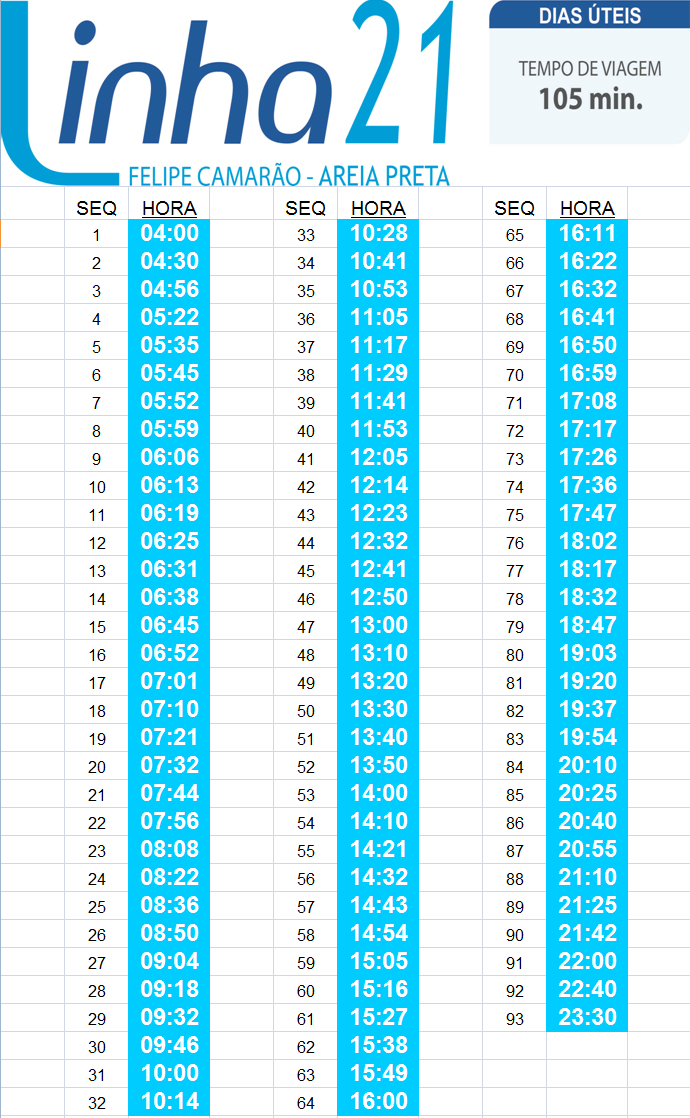 Linha 21
FELIPE CAMARÃO - AREIA PRETA
DIAS ÚTEIS
TEMPO DE VIAGEM
105 min.
SEQ HORA SEQ HORA SEQ HORA
1 04:00 33 10:28 65 16:11
2 04:30 34 10:41 66 16:22
3 04:56 35 10:53 67 16:32
4 05:22 36 11:05 68 16:41
5 05:35 37 11:17 69 16:50
6 05:45 38 11:29 70 16:59
7 05:52 39 11:41 71 17:08
8 05:59 40 11:53 72 17:17
9 06:06 41 12:05 73 17:26
10 06:13 42 12:14 74 17:36
11 06:19 43 12:23 75 17:47
12 06:25 44 12:32 76 18:02
13 06:31 45 12:41 77 18:17
14 06:38 46 12:50 78 18:32
15 06:45 47 13:00 79 18:47
16 06:52 48 13:10 80 19:03
17 07:01 49 13:20 81 19:20
18 07:10 50 13:30 82 19:37
19 07:21 51 13:40 83 19:54
20 07:32 52 13:50 84 20:10
21 07:44 53 14:00 85 20:25
22 07:56 54 14:10 86 20:40
23 08:08 55 14:21 87 20:55
24 08:22 56 14:32 88 21:10
25 08:36 57 14:43 89 21:25
26 08:50 58 14:54 90 21:42
27 09:04 59 15:05 91 22:00
28 09:18 60 15:16 92 22:40
29 09:32 61 15:27 93 23:30
30 09:46 62 15:38
31 10:00 63 15:49
32 10:14 64 16:00